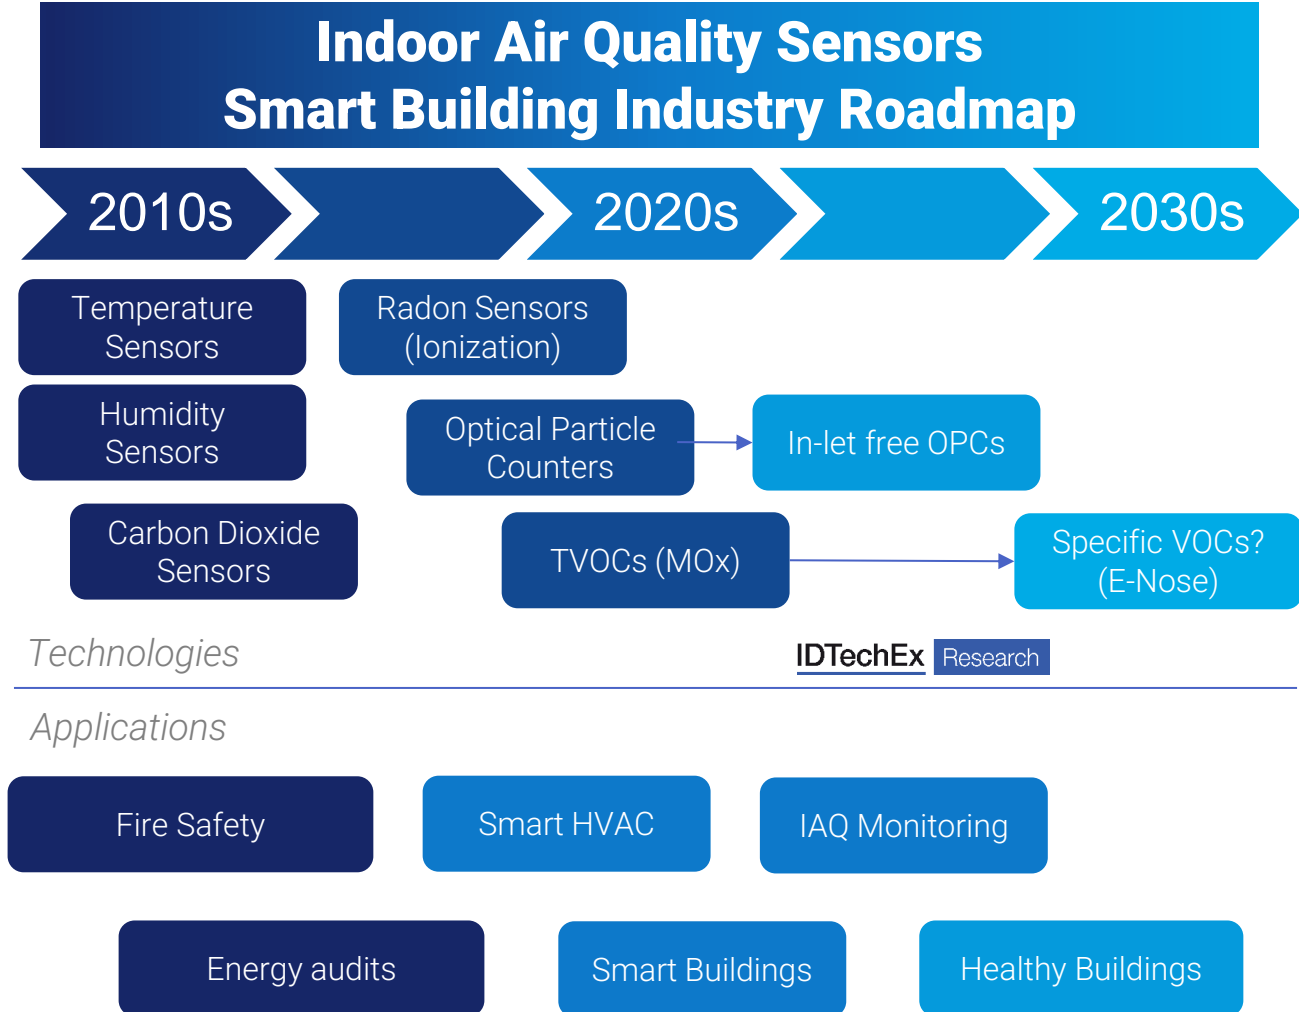 Indoor Air Quality Sensors
Smart Building Industry Roadmap
2010s
2020s
2030s
Temperature
Sensors
Radon Sensors
(Ionization)
Humidity
Sensors
Optical Particle
Counters
In-let free OPCs
Carbon Dioxide
Sensors
TVOCs (MOx)
Specific VOCs?
(E-Nose)
Technologies
IDTechEx Research
Applications
Fire Safety
Smart HVAC
IAQ Monitoring
Energy audits
Smart Buildings
Healthy Buildings